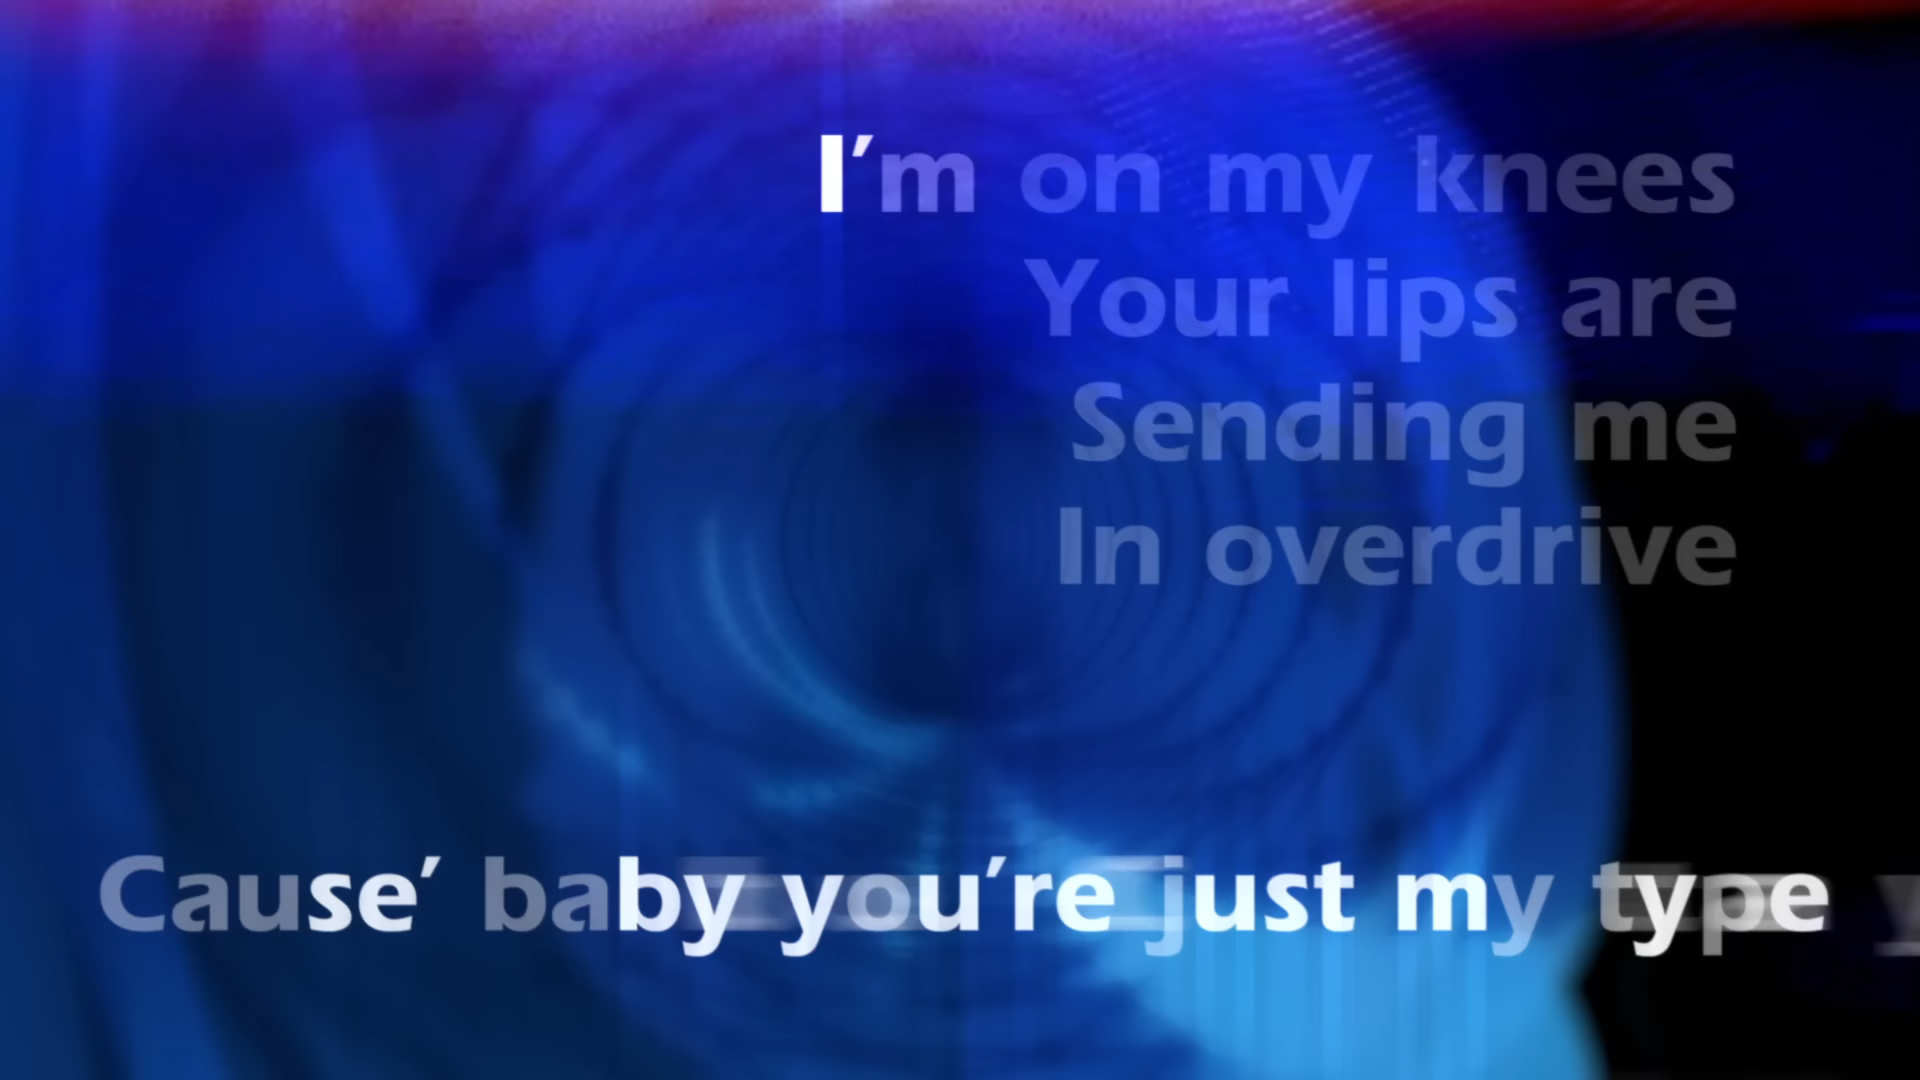 I’m on my knees
Your lips are
Sending me
In overdrive
Cause’ baby you’re just my type